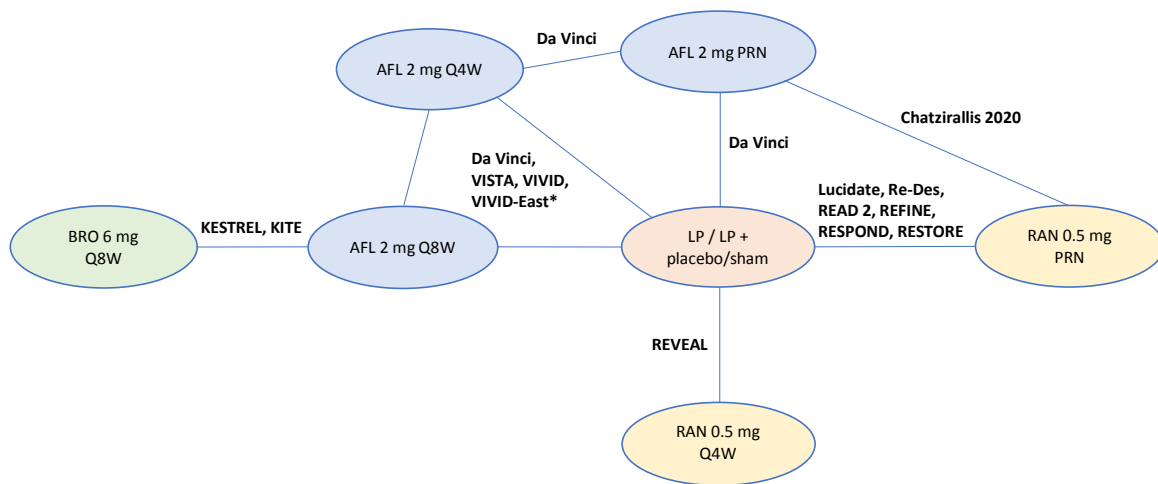 Da Vinci
AFL 2 mg Q4W
AFL 2 mg PRN
Chatzirallis 2020
Da Vinci,
VISTA, VIVID,
VIVID-East*
Da Vinci
Lucidate, Re-Des,
READ 2, REFINE,
RESPOND, RESTORE
BRO 6 mg
Q8W
KESTREL, KITE
AFL 2 mg Q8W
LP / LP +
placebo/sham
RAN 0.5 mg
PRN
REVEAL
RAN 0.5 mg
Q4W